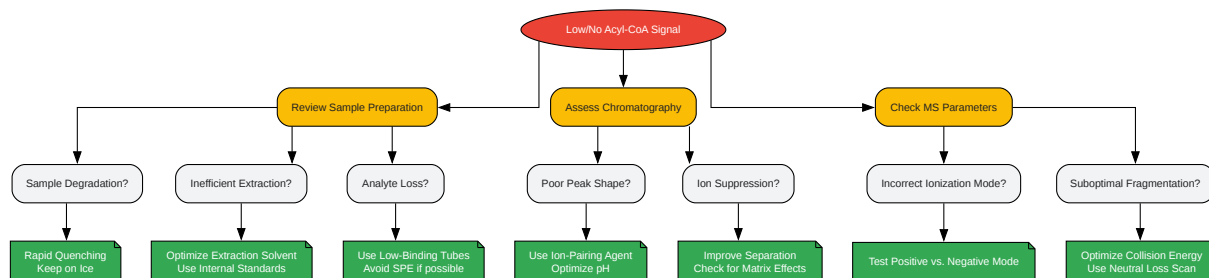 Low/No Acyl-CoA Signal
Review Sample Preparation
Assess Chromatography
Check MS Parameters
Sample Degradation?
Inefficient Extraction?
Analyte Loss?
Poor Peak Shape?
Ion Suppression?
Incorrect Ionization Mode?
Suboptimal Fragmentation?
Rapid Quenching
Keep on Ice
Optimize Extraction Solvent
Use Internal Standards
Use Low-Binding Tubes
Avoid SPE if possible
Use Ion-Pairing Agent
Optimize pH
Improve Separation
Check for Matrix Effects
Test Positive vs. Negative Mode
Optimize Collision Energy
Use Neutral Loss Scan